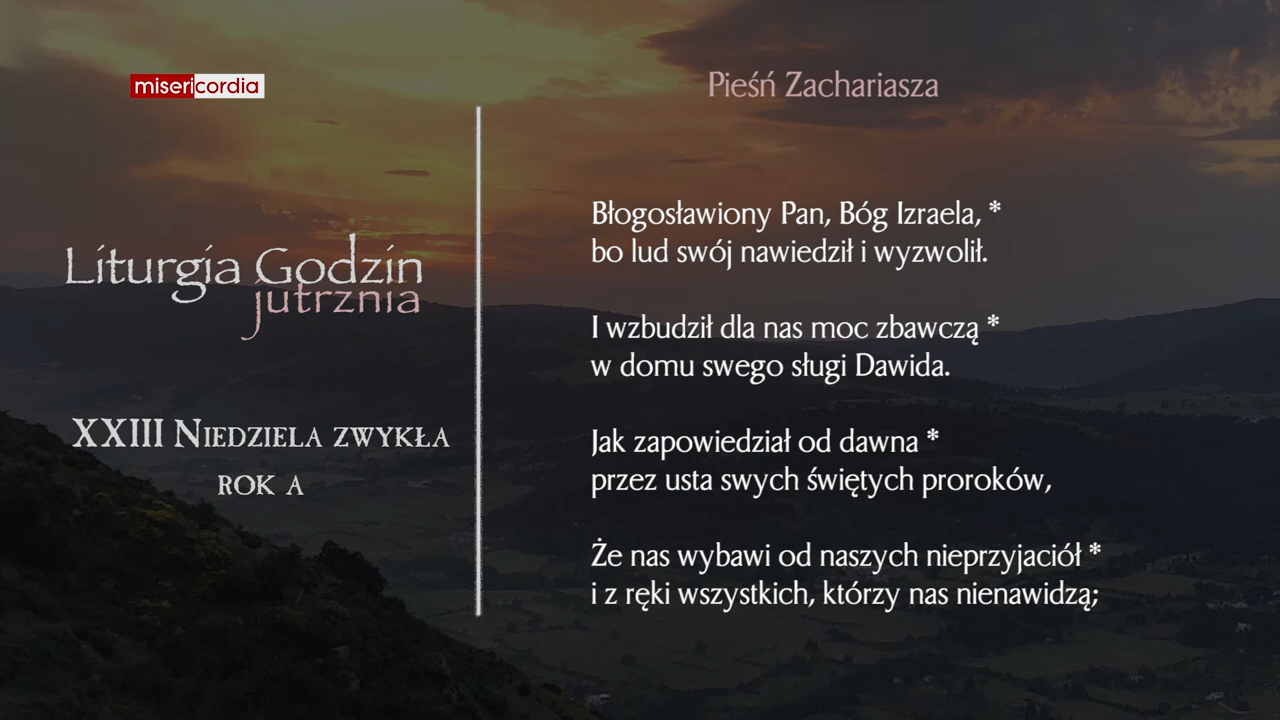 misericordia
Liturgia Godzin
jutrznia
XXIII Niedziela zwykła
rok A
Pieśń Zachariasza
Błogosławiony Pan, Bóg Izraela, *
bo lud swój nawiedził i wyzwolił.
I wzbudził dla nas moc zbawczą *
w domu swego sługi Dawida.
Jak zapowiedział od dawna *
przez usta swych świętych proroków,
Że nas wybawi od naszych nieprzyjaciół *
i z ręki wszystkich, którzy nas nienawidzą;